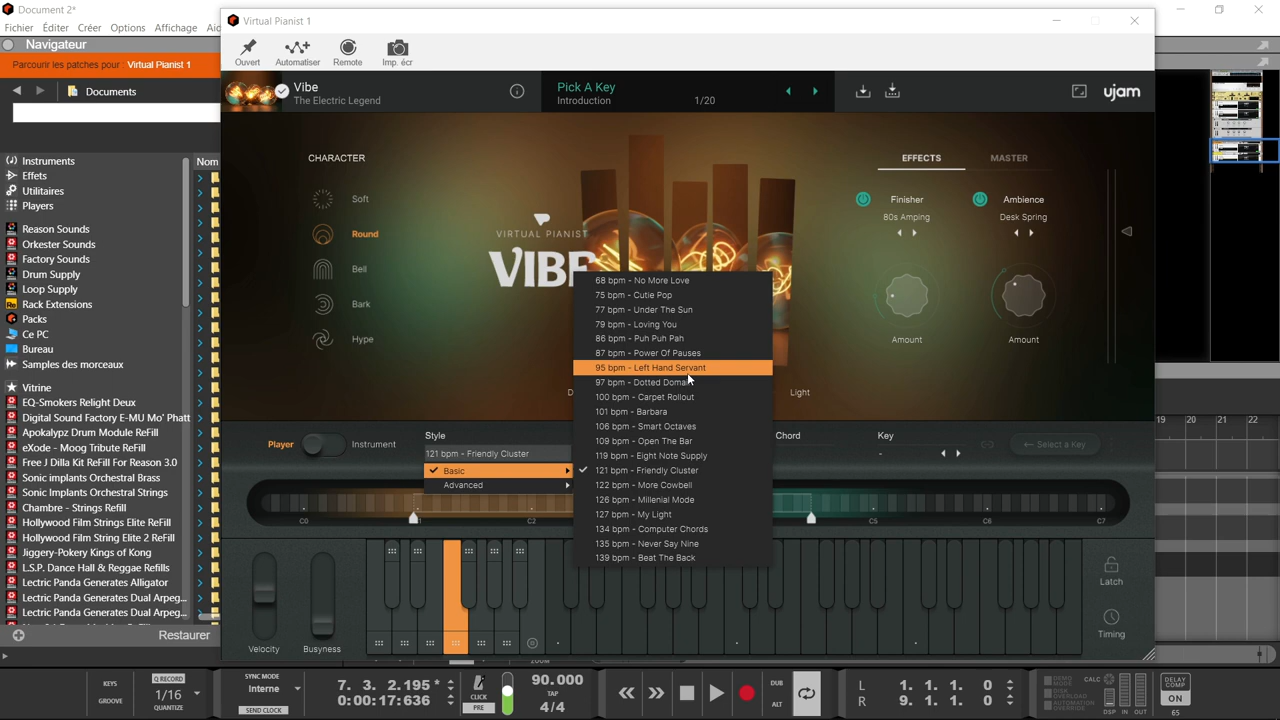 Document 2*
Fichier Éditer Créer Options Affichage
Navigateur
Parcourir les patches pour : Virtual Pianist 1
Documents
Instruments
Effets
Utilitaires
Players
Reason Sounds
Orkester Sounds
Factory Sounds
Drum Supply
Loop Supply
Rack Extensions
Packs
Ce PC
Bureau
Samples des morceaux
Vitrine
EQ-Smokers Relight Deux
Digital Sound Factory E-MU Mo' Phatt
Apokalypz Drum Module ReFill
eXode - Moog Tribute ReFill
Free J Dilla Kit ReFill For Reason 3.0
Sonic implants Orchestral Brass
Sonic Implants Orchestral Strings
Chambre - Strings Refill
Hollywood Film Strings Elite Refill
Hollywood Film String Elite 2 Refill
Jiggery-Pokery Kings of Kong
L.S.P. Dance Hall & Reggae Refills
Lectric Panda Generates Alligator
Lectric Panda Generates Dual Arpeg...
Lectric Panda Generates Dual Arpeg...
Nom
Restaurer
Virtual Pianist 1
Ouvert Automatiser Remote Imp. écr
Vibe
The Electric Legend
Pick A Key
Introduction 1/20
ujam
CHARACTER
Soft
Round
Bell
Bark
Hype
VIRTUAL PIANIST
VIBE
EFFECTS MASTER
Finisher Ambience
80s Amping Desk Spring
Amount Amount
Light
Player Instrument
Style
121 bpm - Friendly Cluster
Basic
Advanced
68 bpm - No More Love
75 bpm - Cutie Pop
77 bpm - Under The Sun
79 bpm - Loving You
86 bpm - Puh Puh Pah
87 bpm - Power Of Pauses
95 bpm - Left Hand Servant
97 bpm - Dotted Domai
100 bpm - Carpet Rollout
101 bpm - Barbara
106 bpm - Smart Octaves
109 bpm - Open The Bar
119 bpm - Eight Note Supply
121 bpm - Friendly Cluster
122 bpm - More Cowbell
126 bpm - Millenial Mode
127 bpm - My Light
134 bpm - Computer Chords
135 bpm - Never Say Nine
139 bpm - Beat The Back
Chord Key
- Select a Key
C0 C2 C5 C6 C7
Velocity Busyness
Latch
Timing
19 20 21 22
KEYS
GROOVE
Q RECORD
1/16
QUANTIZE
SYNC MODE
Interne
SEND CLOCK
7. 3. 2.195 *
0:00:17:636
CLICK
PRE
90.000
TAP
4/4
DUB
ALT
L 1. 1. 1. 0
R 9. 1. 1. 0
DEMO MODE
DISK OVERLOAD
AUTOMATION OVERRIDE
CALC
DSP IN OUT
DELAY COMP
ON
65